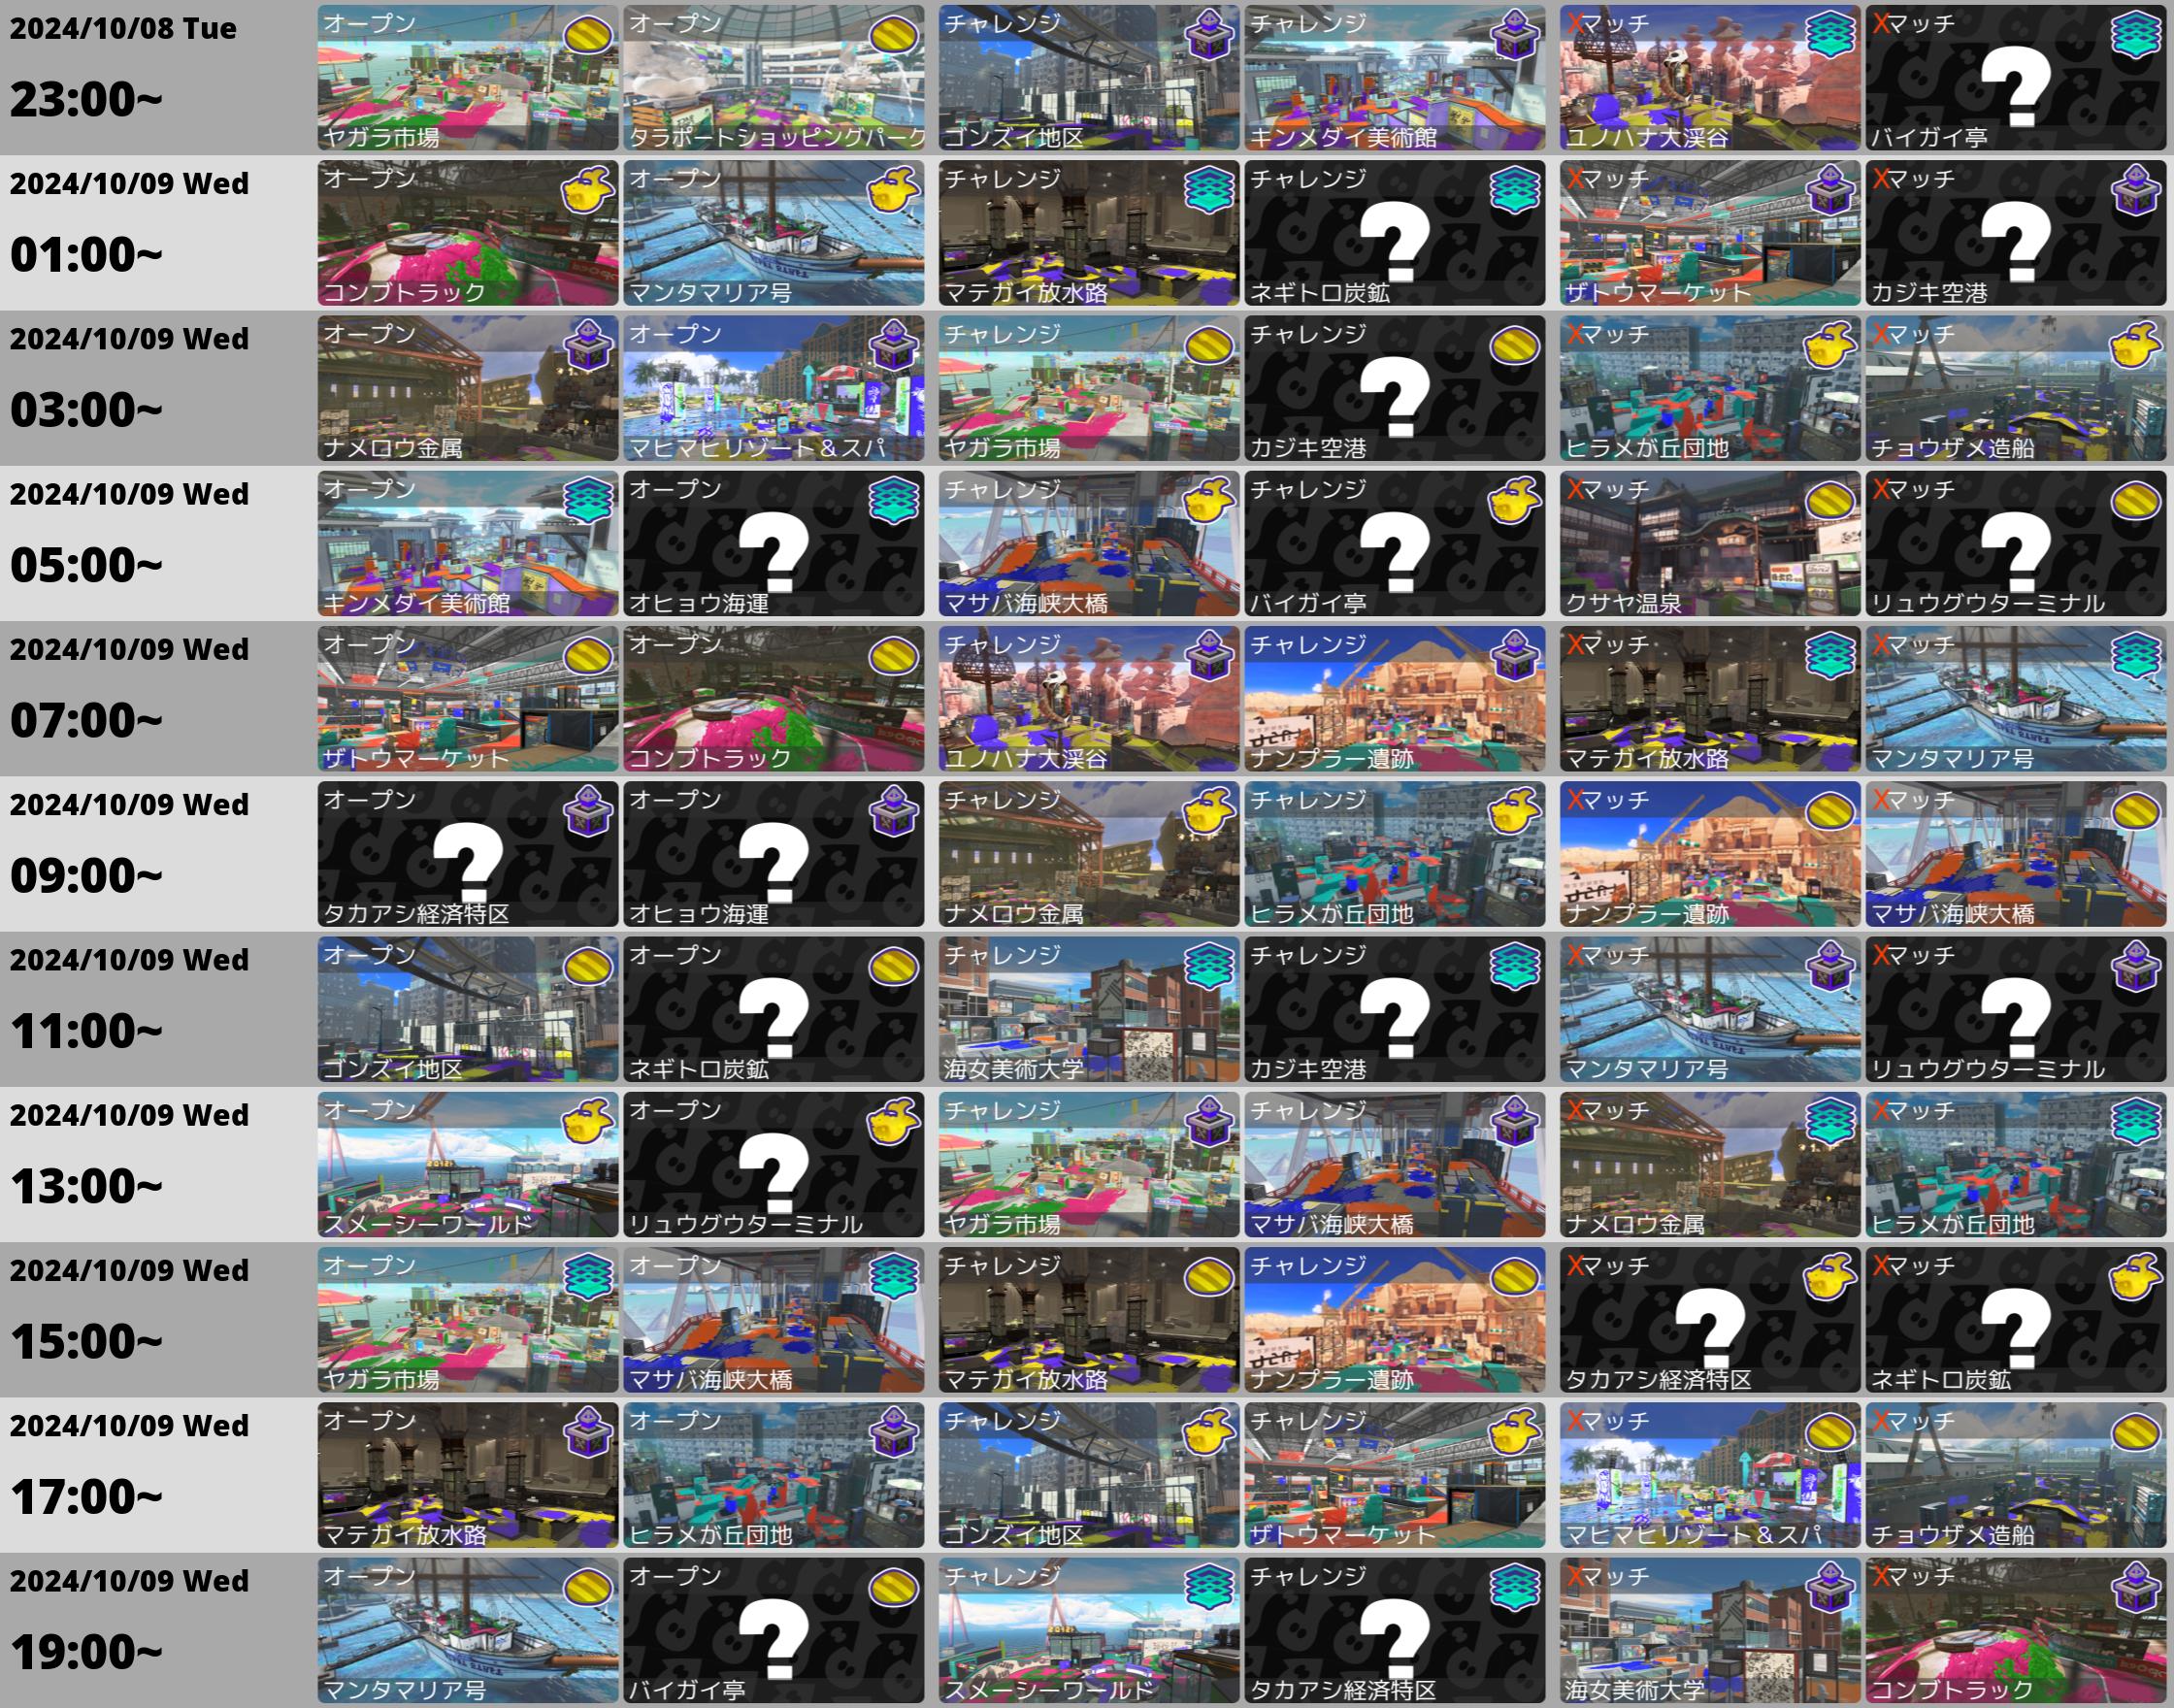 2024/10/08 Tue
23:00~
オープン オープン チャレンジ チャレンジ Xマッチ Xマッチ
ヤガラ市場 タラポートショッピングパーク ゴンズイ地区 キンメダイ美術館 ユノハナ大渓谷 バイガイ亭
2024/10/09 Wed
01:00~
オープン オープン チャレンジ チャレンジ Xマッチ Xマッチ
コンブトラック マンタマリア号 マテガイ放水路 ネギトロ炭鉱 ザトウマーケット カジキ空港
2024/10/09 Wed
03:00~
オープン オープン チャレンジ チャレンジ Xマッチ Xマッチ
ナメロウ金属 マヒマヒリゾート&スパ ヤガラ市場 カジキ空港 ヒラメが丘団地 チョウザメ造船
2024/10/09 Wed
05:00~
オープン オープン チャレンジ チャレンジ Xマッチ Xマッチ
キンメダイ美術館 オヒョウ海運 マサバ海峡大橋 バイガイ亭 クサヤ温泉 リュウグウターミナル
2024/10/09 Wed
07:00~
オープン オープン チャレンジ チャレンジ Xマッチ Xマッチ
ザトウマーケット コンブトラック ユノハナ大渓谷 ナンプラー遺跡 マテガイ放水路 マンタマリア号
2024/10/09 Wed
09:00~
オープン オープン チャレンジ チャレンジ Xマッチ Xマッチ
タカアシ経済特区 オヒョウ海運 ナメロウ金属 ヒラメが丘団地 ナンプラー遺跡 マサバ海峡大橋
2024/10/09 Wed
11:00~
オープン オープン チャレンジ チャレンジ Xマッチ Xマッチ
ゴンズイ地区 ネギトロ炭鉱 海女美術大学 カジキ空港 マンタマリア号 リュウグウターミナル
2024/10/09 Wed
13:00~
オープン オープン チャレンジ チャレンジ Xマッチ Xマッチ
スメーシーワールド リュウグウターミナル ヤガラ市場 マサバ海峡大橋 ナメロウ金属 ヒラメが丘団地
2024/10/09 Wed
15:00~
オープン オープン チャレンジ チャレンジ Xマッチ Xマッチ
ヤガラ市場 マサバ海峡大橋 マテガイ放水路 ナンプラー遺跡 タカアシ経済特区 ネギトロ炭鉱
2024/10/09 Wed
17:00~
オープン オープン チャレンジ チャレンジ Xマッチ Xマッチ
マテガイ放水路 ヒラメが丘団地 ゴンズイ地区 ザトウマーケット マヒマヒリゾート&スパ チョウザメ造船
2024/10/09 Wed
19:00~
オープン オープン チャレンジ チャレンジ Xマッチ Xマッチ
マンタマリア号 バイガイ亭 スメーシーワールド タカアシ経済特区 海女美術大学 コンブトラック